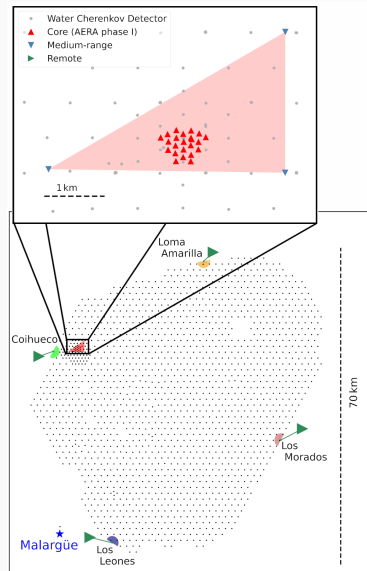 Water Cherenkov Detector
Core (AERA phase I)
Medium-range
Remote
1 km
Loma
Amarilla
Coihueco
70 km
Los
Morados
Malargüe
Los
Leones